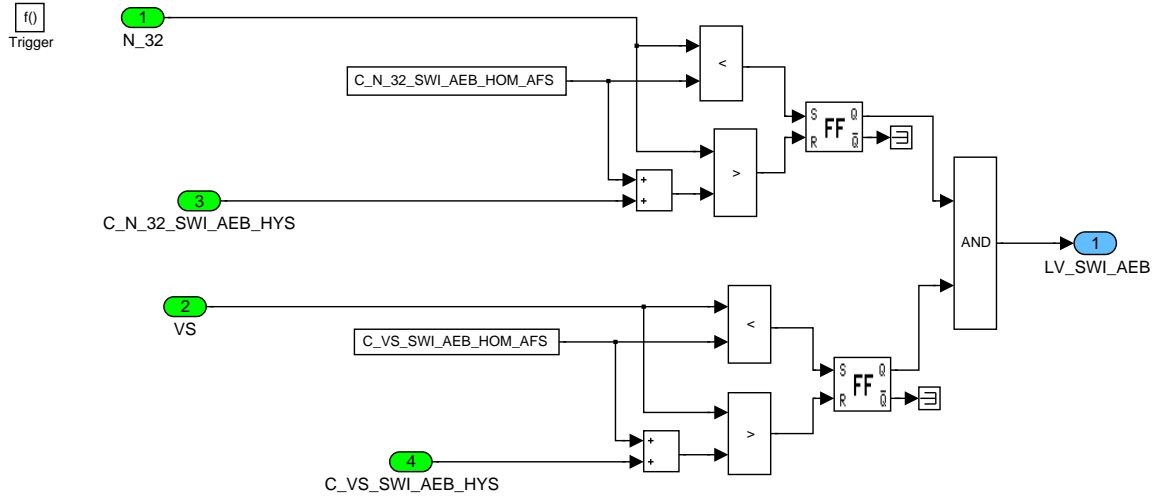 f()
Trigger
1
N_32
<
C_N_32_SWI_AEB_HOM_AFS
S Q
R Q̅
FF
>
+
+
3
C_N_32_SWI_AEB_HYS
AND
1
LV_SWI_AEB
2
VS
<
C_VS_SWI_AEB_HOM_AFS
S Q
R Q̅
FF
>
+
+
4
C_VS_SWI_AEB_HYS